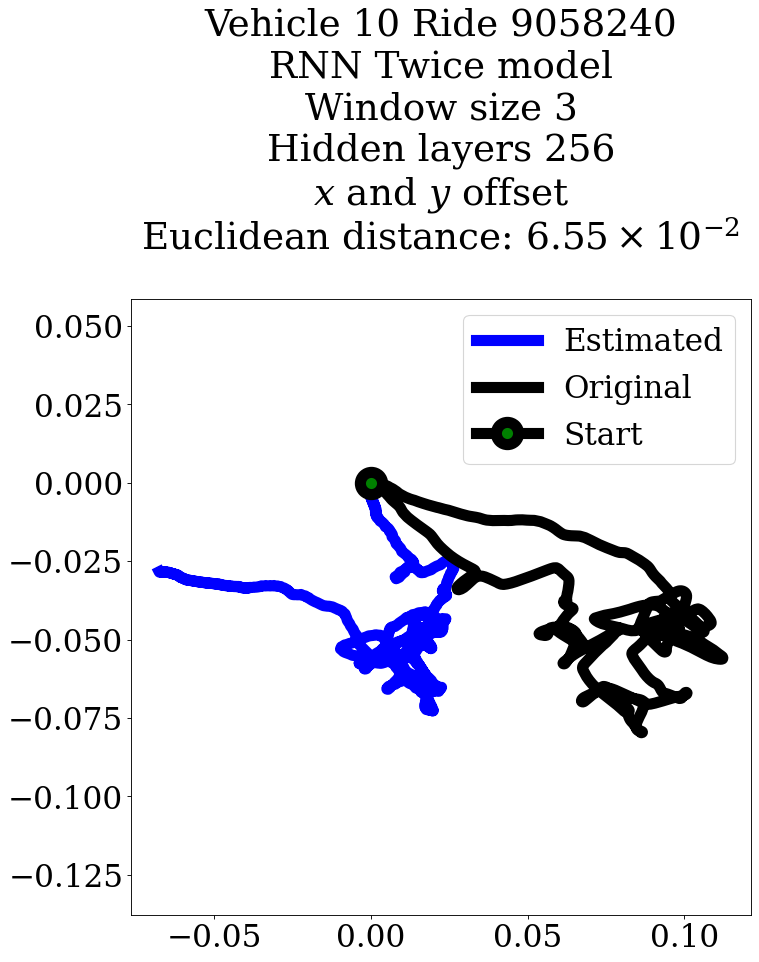 Vehicle 10 Ride 9058240
RNN Twice model
Window size 3
Hidden layers 256
x and y offset
Euclidean distance: 6.55 × 10⁻²
Estimated
Original
Start
0.050
0.025
0.000
−0.025
−0.050
−0.075
−0.100
−0.125
−0.05 0.00 0.05 0.10